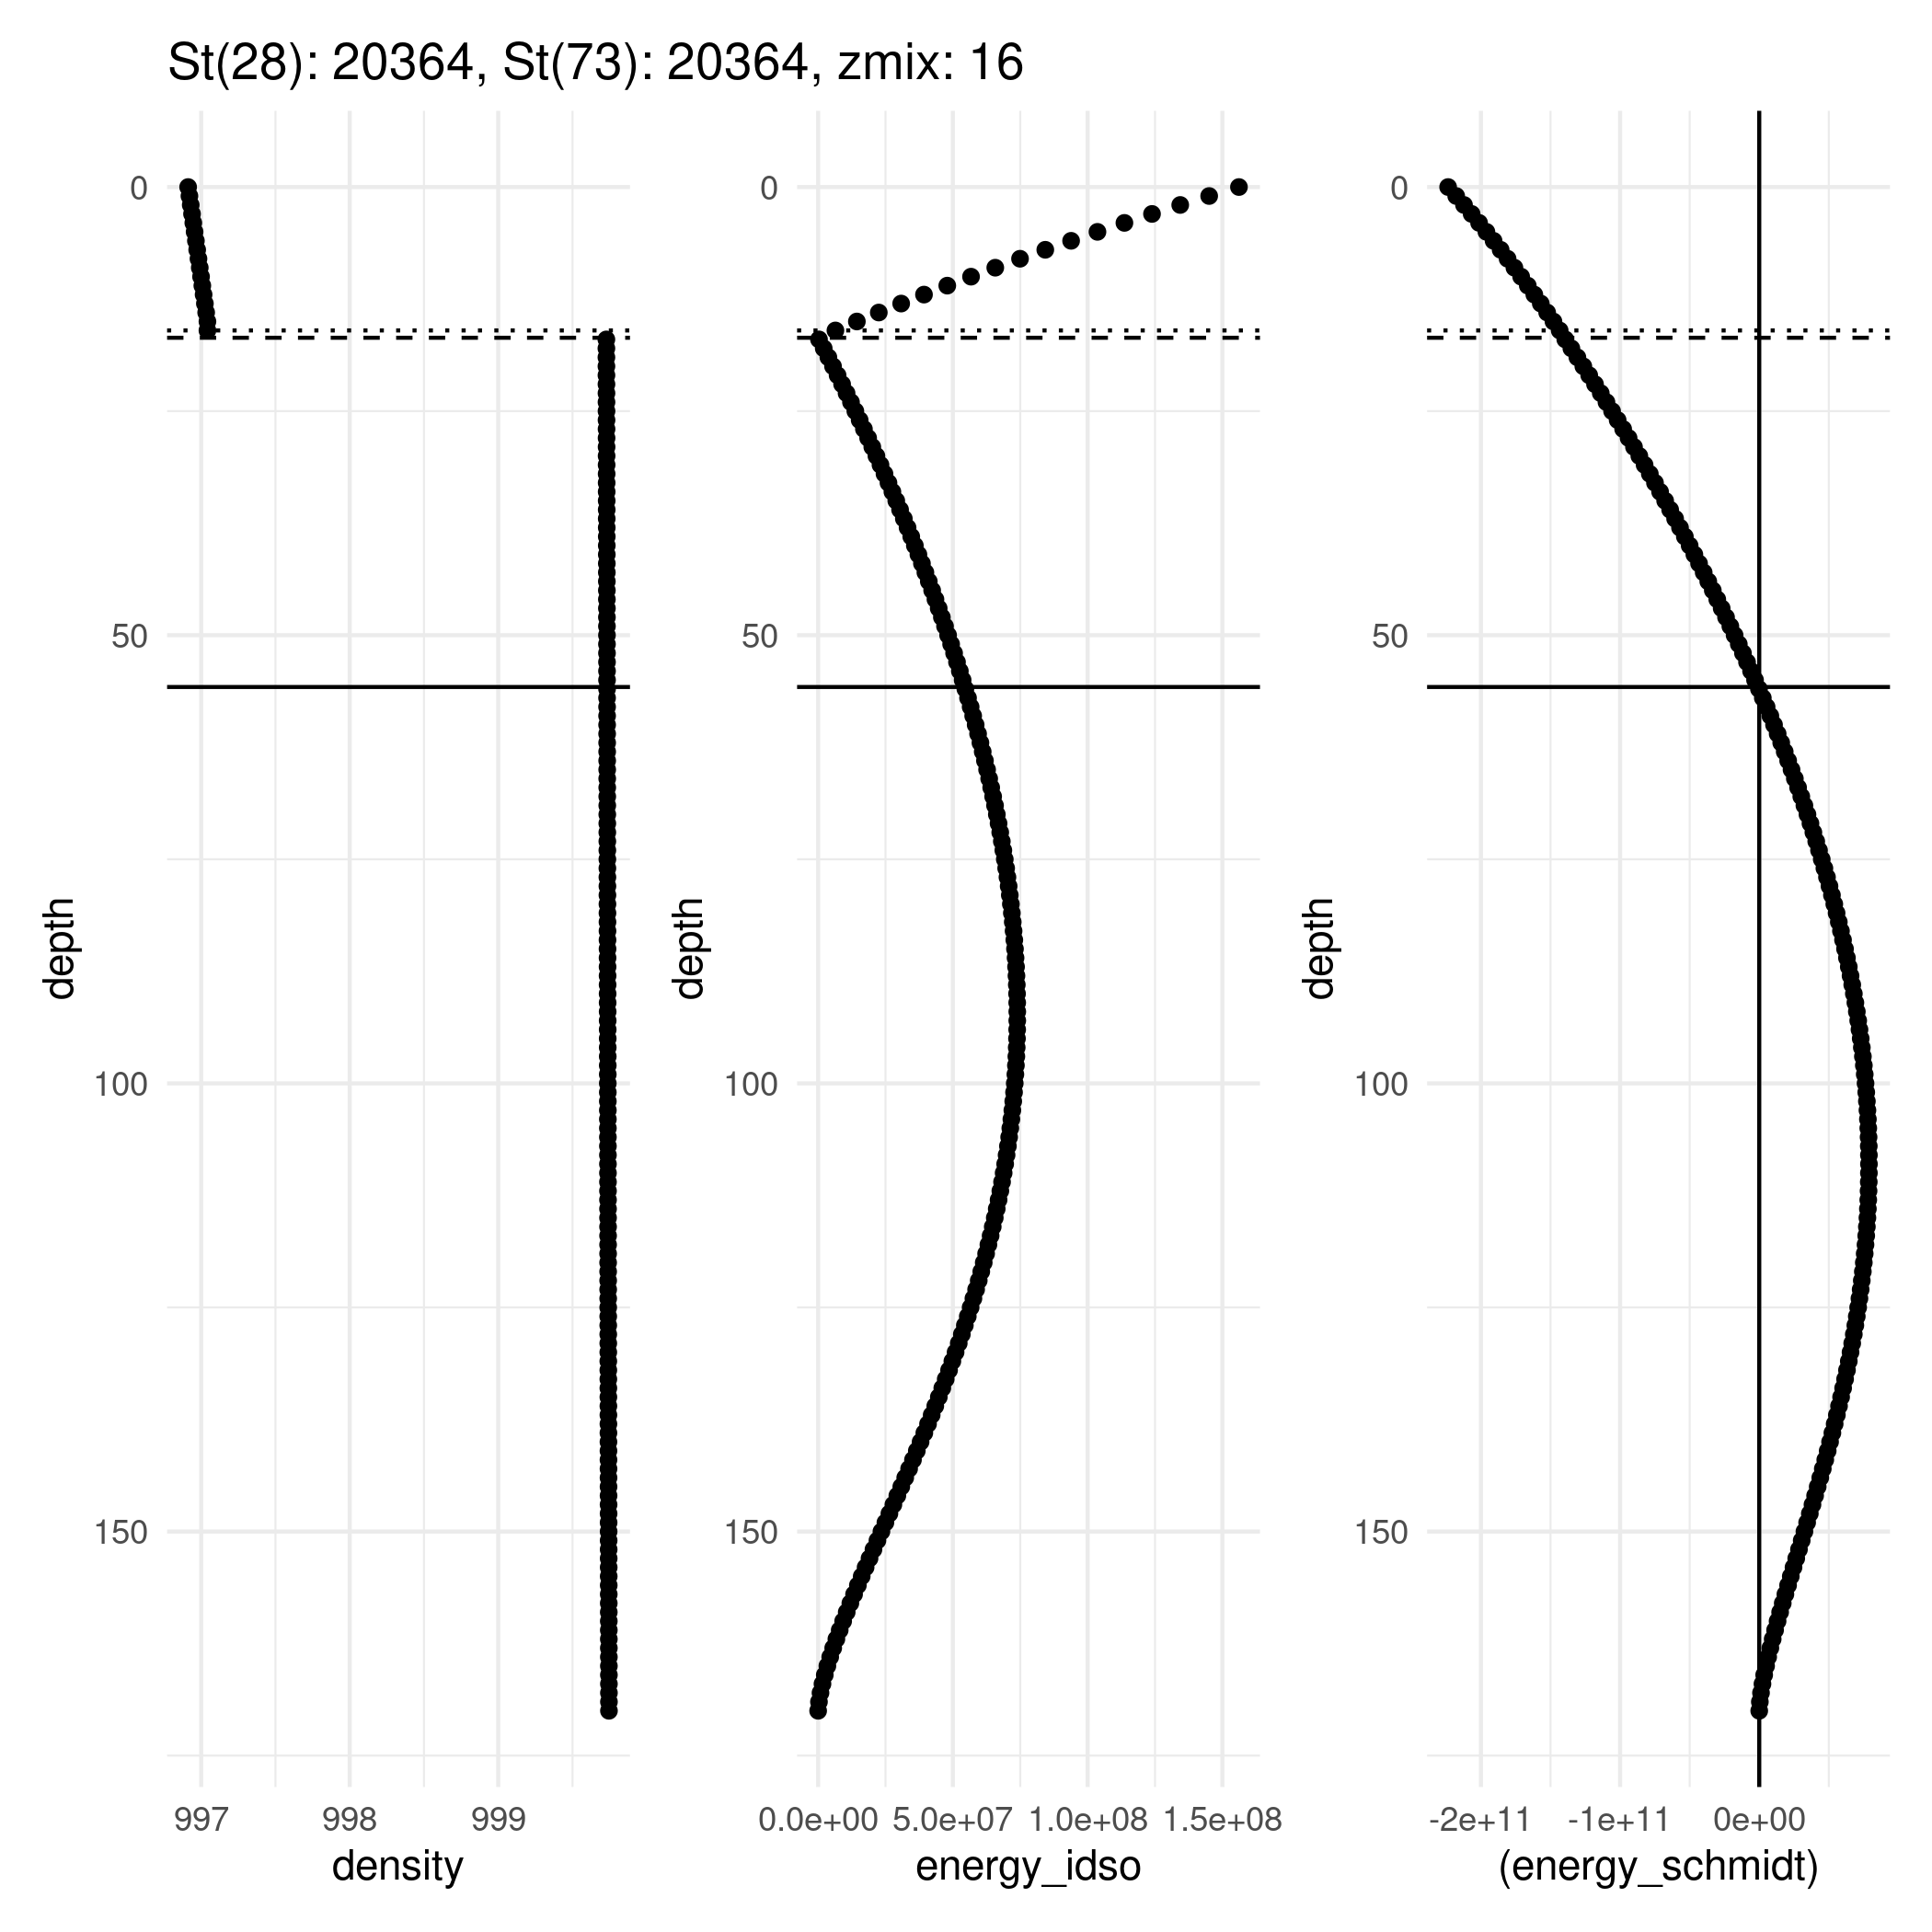 St(28): 20364, St(73): 20364, zmix: 16
0
50
100
150
depth
997
998
999
density
0
50
100
150
depth
0.0e+00
5.0e+07
1.0e+08
1.5e+08
energy_idso
0
50
100
150
depth
-2e+11
-1e+11
0e+00
(energy_schmidt)